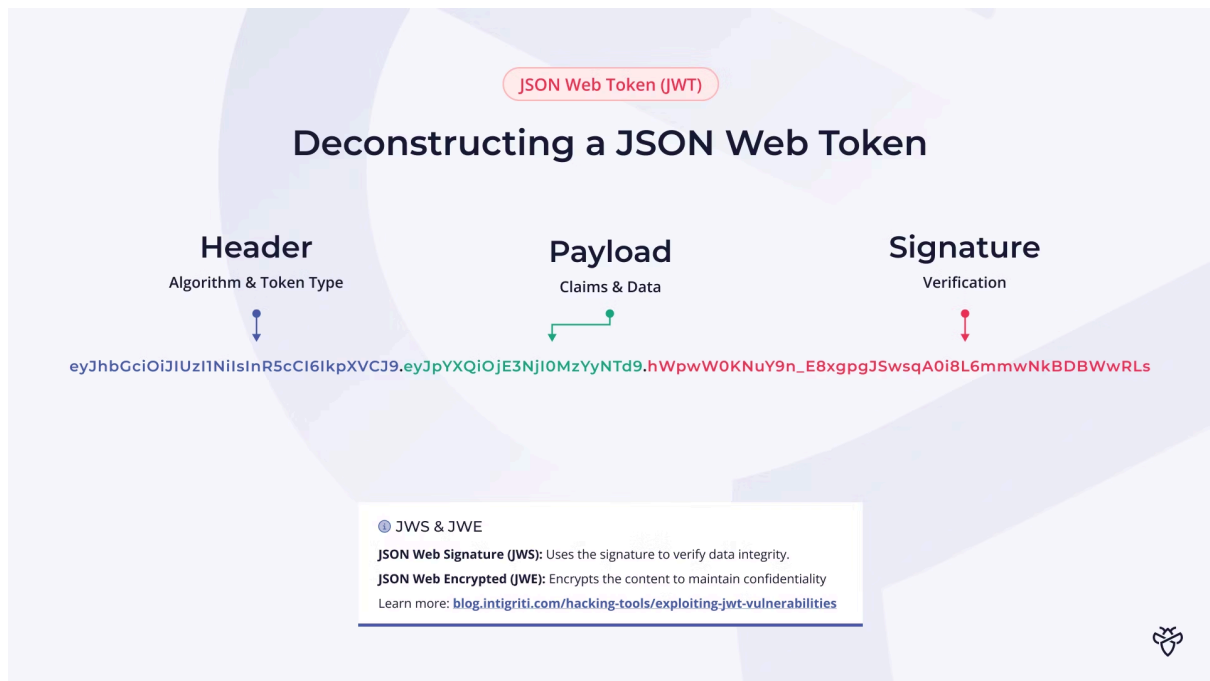 JSON Web Token (JWT)
Deconstructing a JSON Web Token
Header
Algorithm & Token Type
Payload
Claims & Data
Signature
Verification
eyJhbGciOiJIUzI1NiIsInR5cCI6IkpXVCJ9.eyJpYXQiOjE3NjI0MzYyNTd9.hWpwW0KNuY9n_E8xgpgJSwsqA0i8L6mmwNkBDBWwRLs
JWS & JWE
JSON Web Signature (JWS): Uses the signature to verify data integrity.
JSON Web Encrypted (JWE): Encrypts the content to maintain confidentiality
Learn more: blog.intigriti.com/hacking-tools/exploiting-jwt-vulnerabilities